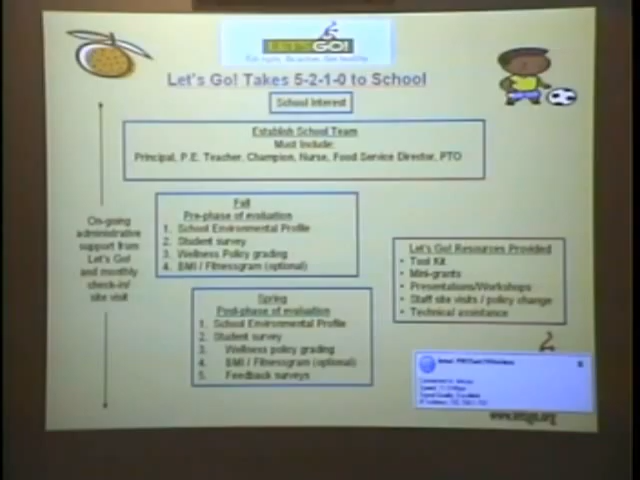 LET'S GO!
Let's Go! Takes 5-2-1-0 to School
School Interest
Establish School Team
Must Include:
Principal, P.E. Teacher, Champion, Nurse, Food Service Director, PTO
On-going
administrative
support from
Let's Go!
and monthly
check-in/
site visit
Fall
Pre-phase of evaluation
1. School Environmental Profile
2. Student survey
3. Wellness Policy grading
4. BMI / Fitnessgram (optional)
Let's Go! Resources Provided
• Tool Kit
• Mini-grants
• Presentations/Workshops
• Staff site visits / policy change
• Technical assistance
Spring
Post-phase of evaluation
1. School Environmental Profile
2. Student survey
3. Wellness policy grading
4. BMI / Fitnessgram (optional)
5. Feedback surveys